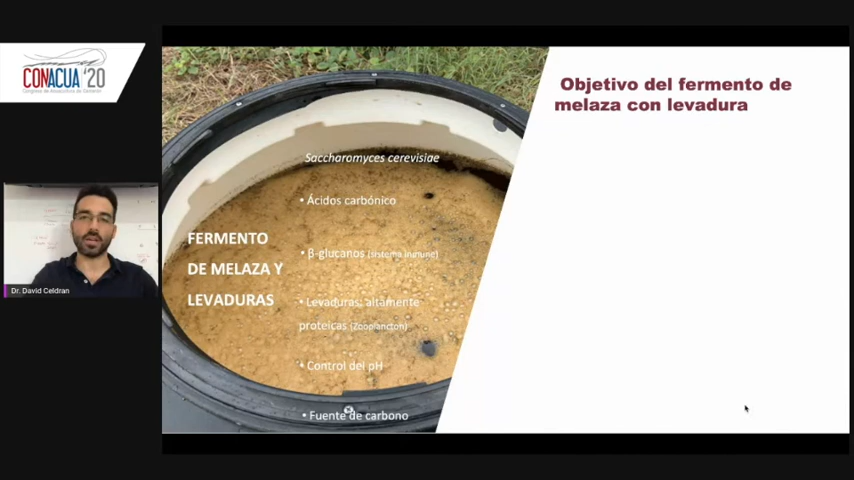 CONACUA '20
Dr. David Celdran
Saccharomyces cerevisiae
• Ácidos carbónico
FERMENTO
DE MELAZA Y
LEVADURAS
• β-glucanos (sistema inmune)
• Levaduras: altamente
proteicas (Zooplancton)
• Control del pH
• Fuente de carbono
Objetivo del fermento de
melaza con levadura